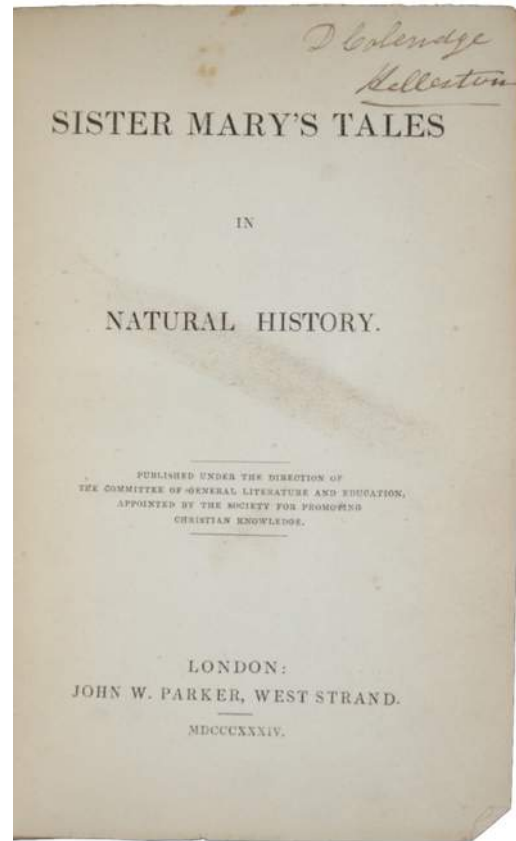 D Coleridge
Helleston
SISTER MARY'S TALES
IN
NATURAL HISTORY.
PUBLISHED UNDER THE DIRECTION OF
THE COMMITTEE OF GENERAL LITERATURE AND EDUCATION,
APPOINTED BY THE SOCIETY FOR PROMOTING
CHRISTIAN KNOWLEDGE.
LONDON:
JOHN W. PARKER, WEST STRAND.
MDCCCXXXIV.